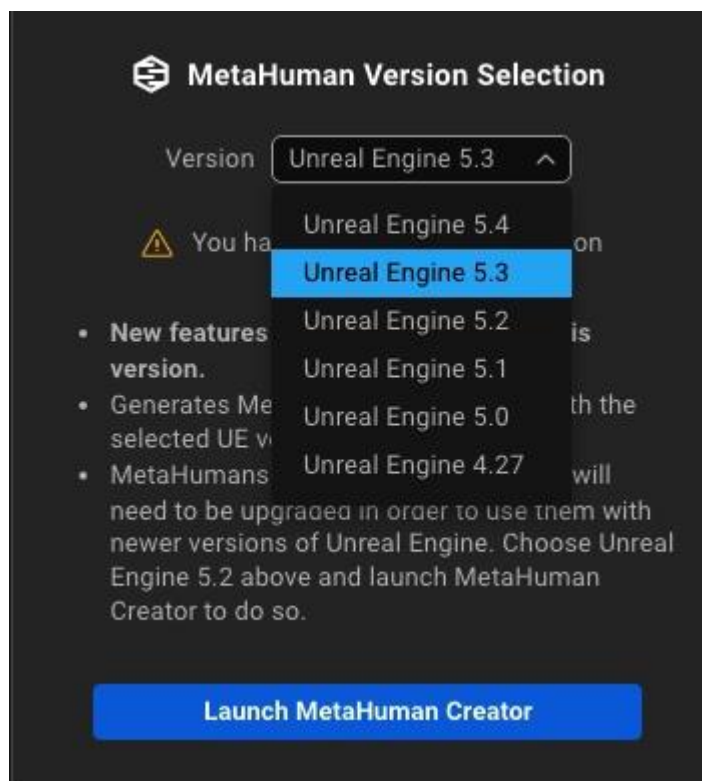 MetaHuman Version Selection
Version Unreal Engine 5.3
Unreal Engine 5.4
You ha on
Unreal Engine 5.3
Unreal Engine 5.2
• New features is
version.
Unreal Engine 5.1
• Generates Me th the
Unreal Engine 5.0
selected UE v
• MetaHumans will
Unreal Engine 4.27
need to be upgraded in order to use them with
newer versions of Unreal Engine. Choose Unreal
Engine 5.2 above and launch MetaHuman
Creator to do so.
Launch MetaHuman Creator